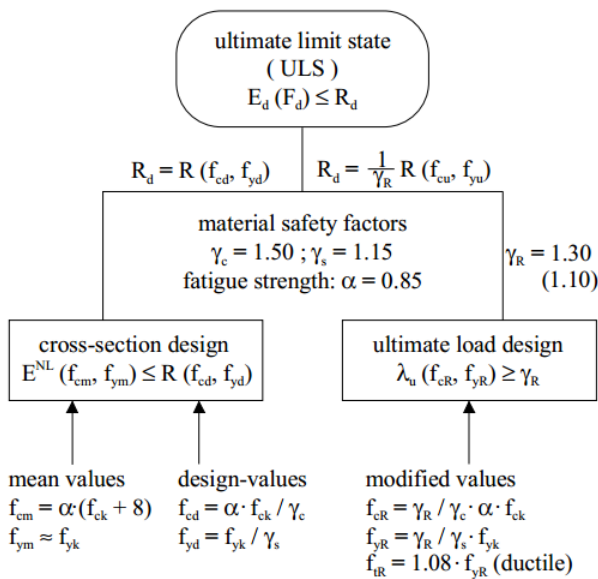 ultimate limit state
( ULS )
E_d (F_d) ≤ R_d
R_d = R (f_cd, f_yd)
R_d = 1/γ_R R (f_cu, f_yu)
material safety factors
γ_c = 1.50 ; γ_s = 1.15
fatigue strength: α = 0.85
γ_R = 1.30
(1.10)
cross-section design
E^NL (f_cm, f_ym) ≤ R (f_cd, f_yd)
ultimate load design
λ_u (f_cR, f_yR) ≥ γ_R
mean values
f_cm = α·(f_ck + 8)
f_ym ≈ f_yk
design-values
f_cd = α · f_ck / γ_c
f_yd = f_yk / γ_s
modified values
f_cR = γ_R / γ_c · α · f_ck
f_yR = γ_R / γ_s · f_yk
f_tR = 1.08 · f_yR (ductile)